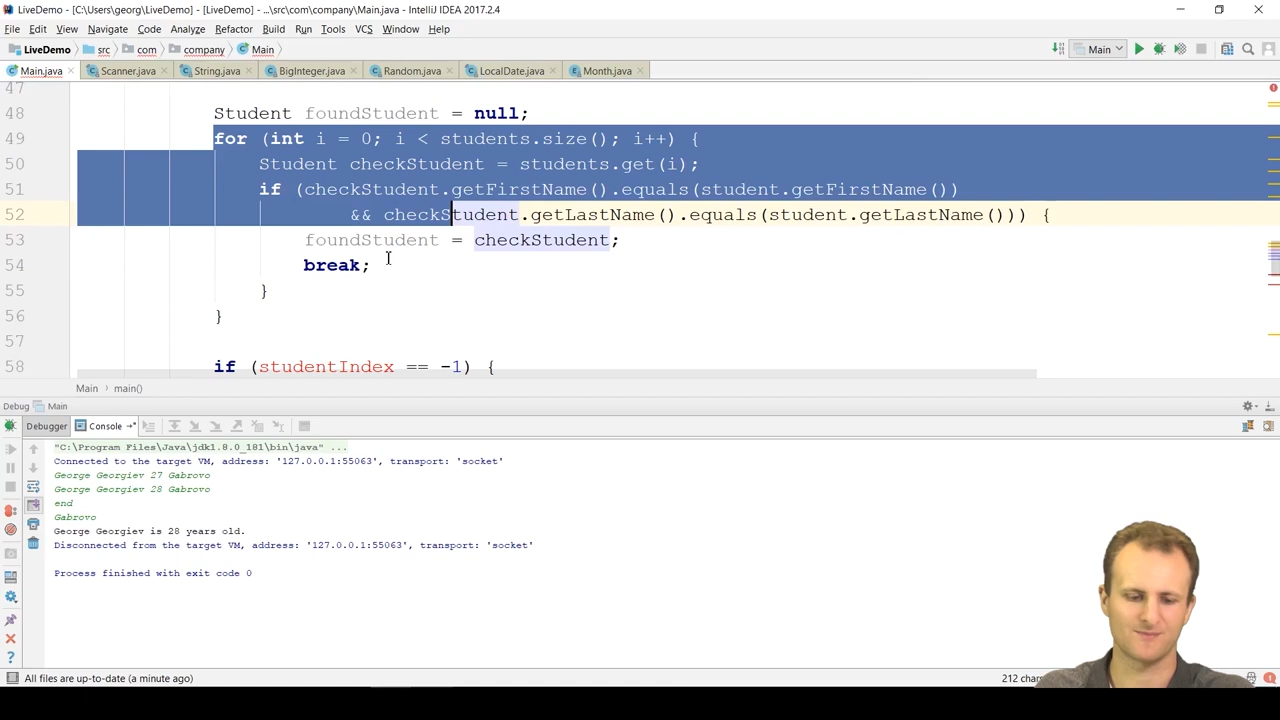 LiveDemo - [C:\Users\georg\LiveDemo] - [LiveDemo] - ...\src\com\company\Main.java - IntelliJ IDEA 2017.2.4
File Edit View Navigate Code Analyze Refactor Build Run Tools VCS Window Help
LiveDemo src com company Main Main
Main.java Scanner.java String.java BigInteger.java Random.java LocalDate.java Month.java
47
48 Student foundStudent = null;
49 for (int i = 0; i < students.size(); i++) {
50 Student checkStudent = students.get(i);
51 if (checkStudent.getFirstName().equals(student.getFirstName())
52 && checkStudent.getLastName().equals(student.getLastName())) {
53 foundStudent = checkStudent;
54 break;
55 }
56 }
57
58 if (studentIndex == -1) {
Main main()
Debug Main
Debugger Console
"C:\Program Files\Java\jdk1.8.0_181\bin\java" ...
Connected to the target VM, address: '127.0.0.1:55063', transport: 'socket'
George Georgiev 27 Gabrovo
George Georgiev 28 Gabrovo
end
Gabrovo
George Georgiev is 28 years old.
Disconnected from the target VM, address: '127.0.0.1:55063', transport: 'socket'
Process finished with exit code 0
All files are up-to-date (a minute ago) 212 char